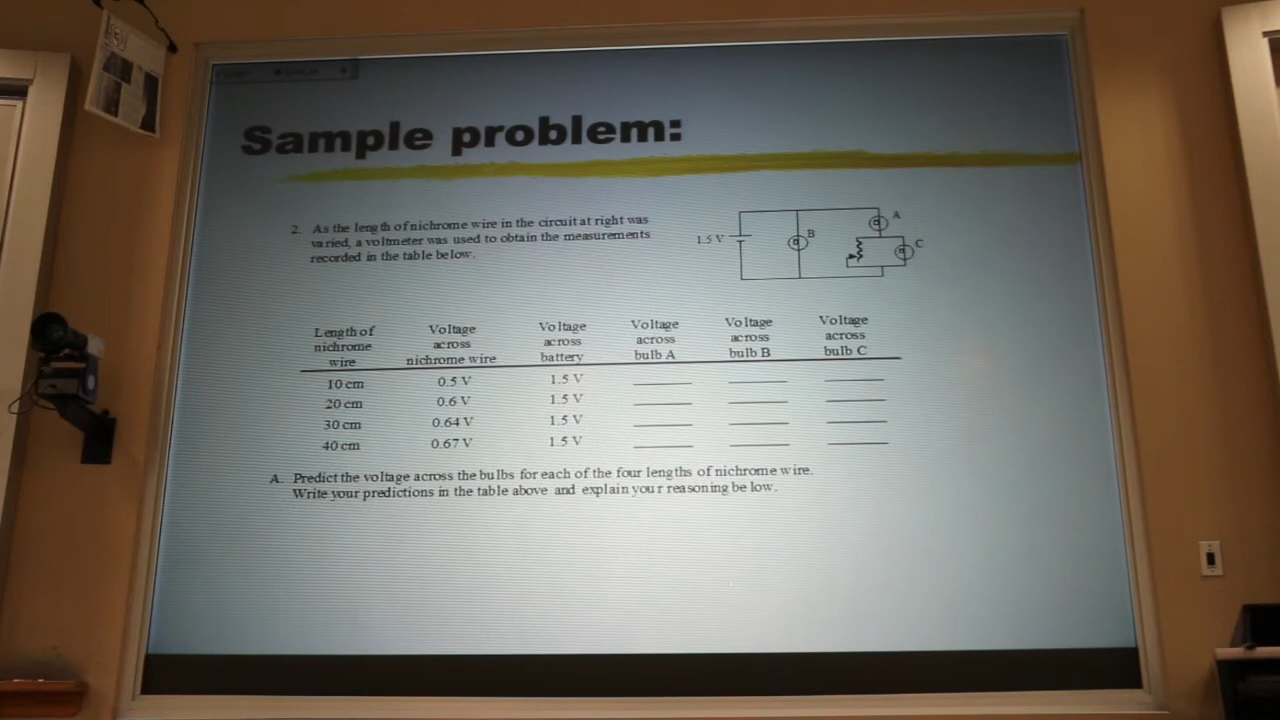 Sample problem:
2. As the length of nichrome wire in the circuit at right was
varied, a voltmeter was used to obtain the measurements
recorded in the table below.
1.5 V
B
A
C
Length of nichrome wire
Voltage across nichrome wire
Voltage across battery
Voltage across bulb A
Voltage across bulb B
Voltage across bulb C
10 cm 0.5 V 1.5 V
20 cm 0.6 V 1.5 V
30 cm 0.64 V 1.5 V
40 cm 0.67 V 1.5 V
A. Predict the voltage across the bulbs for each of the four lengths of nichrome wire.
Write your predictions in the table above and explain your reasoning below.